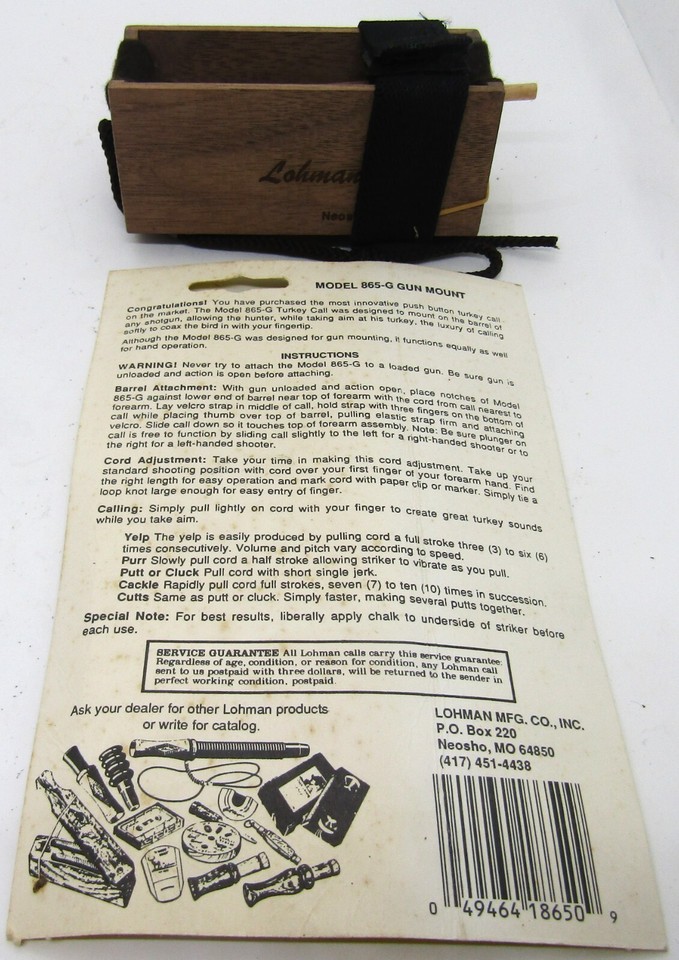 Lohman
Neos
MODEL 865-G GUN MOUNT
Congratulations! You have purchased the most innovative push button turkey call
on the market. The Model 865-G Turkey Call was designed to mount on the barrel of
any shotgun, allowing the hunter, while taking aim at his turkey, the luxury of calling
softly to coax the bird in with your fingertip.
Although the Model 865-G was designed for gun mounting, it functions equally as well
for hand operation.
INSTRUCTIONS
WARNING! Never try to attach the Model 865-G to a loaded gun. Be sure gun is
unloaded and action is open before attaching.
Barrel Attachment: With gun unloaded and action open, place notches of Model
865-G against lower end of barrel near top of forearm with the cord from call nearest to
forearm. Lay velcro strap in middle of call, hold strap with three fingers on the bottom of
call while placing thumb over top of barrel, pulling elastic strap firm and attaching
velcro. Slide call down so it touches top of forearm assembly. Note: Be sure plunger on
call is free to function by sliding call slightly to the left for a right-handed shooter or to
the right for a left-handed shooter.
Cord Adjustment: Take your time in making this cord adjustment. Take up your
standard shooting position with cord over your first finger of your forearm hand. Find
the right length for easy operation and mark cord with paper clip or marker. Simply tie a
loop knot large enough for easy entry of finger.
Calling: Simply pull lightly on cord with your finger to create great turkey sounds
while you take aim.
Yelp The yelp is easily produced by pulling cord a full stroke three (3) to six (6)
times consecutively. Volume and pitch vary according to speed.
Purr Slowly pull cord a half stroke allowing striker to vibrate as you pull.
Putt or Cluck Pull cord with short single jerk.
Cackle Rapidly pull cord full strokes, seven (7) to ten (10) times in succession.
Cutts Same as putt or cluck. Simply faster, making several putts together.
Special Note: For best results, liberally apply chalk to underside of striker before
each use.
SERVICE GUARANTEE All Lohman calls carry this service guarantee:
Regardless of age, condition, or reason for condition, any Lohman call
sent to us postpaid with three dollars, will be returned to the sender in
perfect working condition, postpaid.
Ask your dealer for other Lohman products
or write for catalog.
LOHMAN MFG. CO., INC.
P.O. Box 220
Neosho, MO 64850
(417) 451-4438
0 49464 18650 9